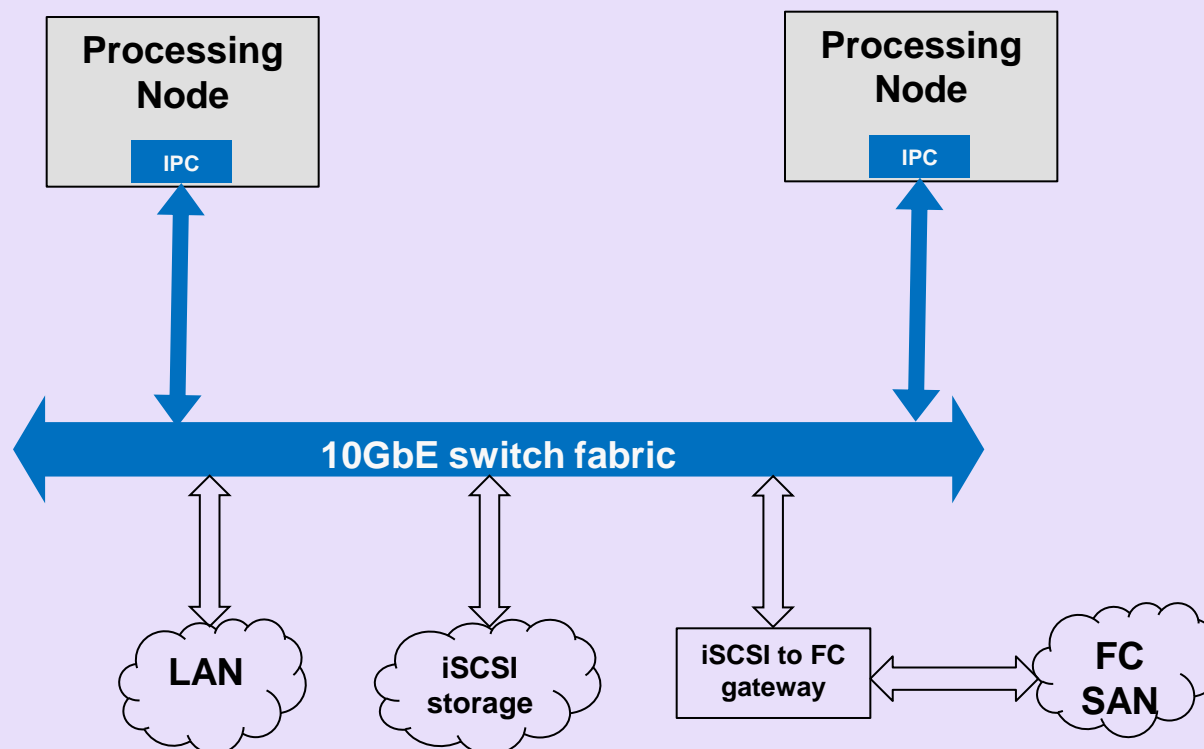 Processing
Node
IPC
Processing
Node
IPC
10GbE switch fabric
LAN
iSCSI
storage
iSCSI to FC
gateway
FC
SAN